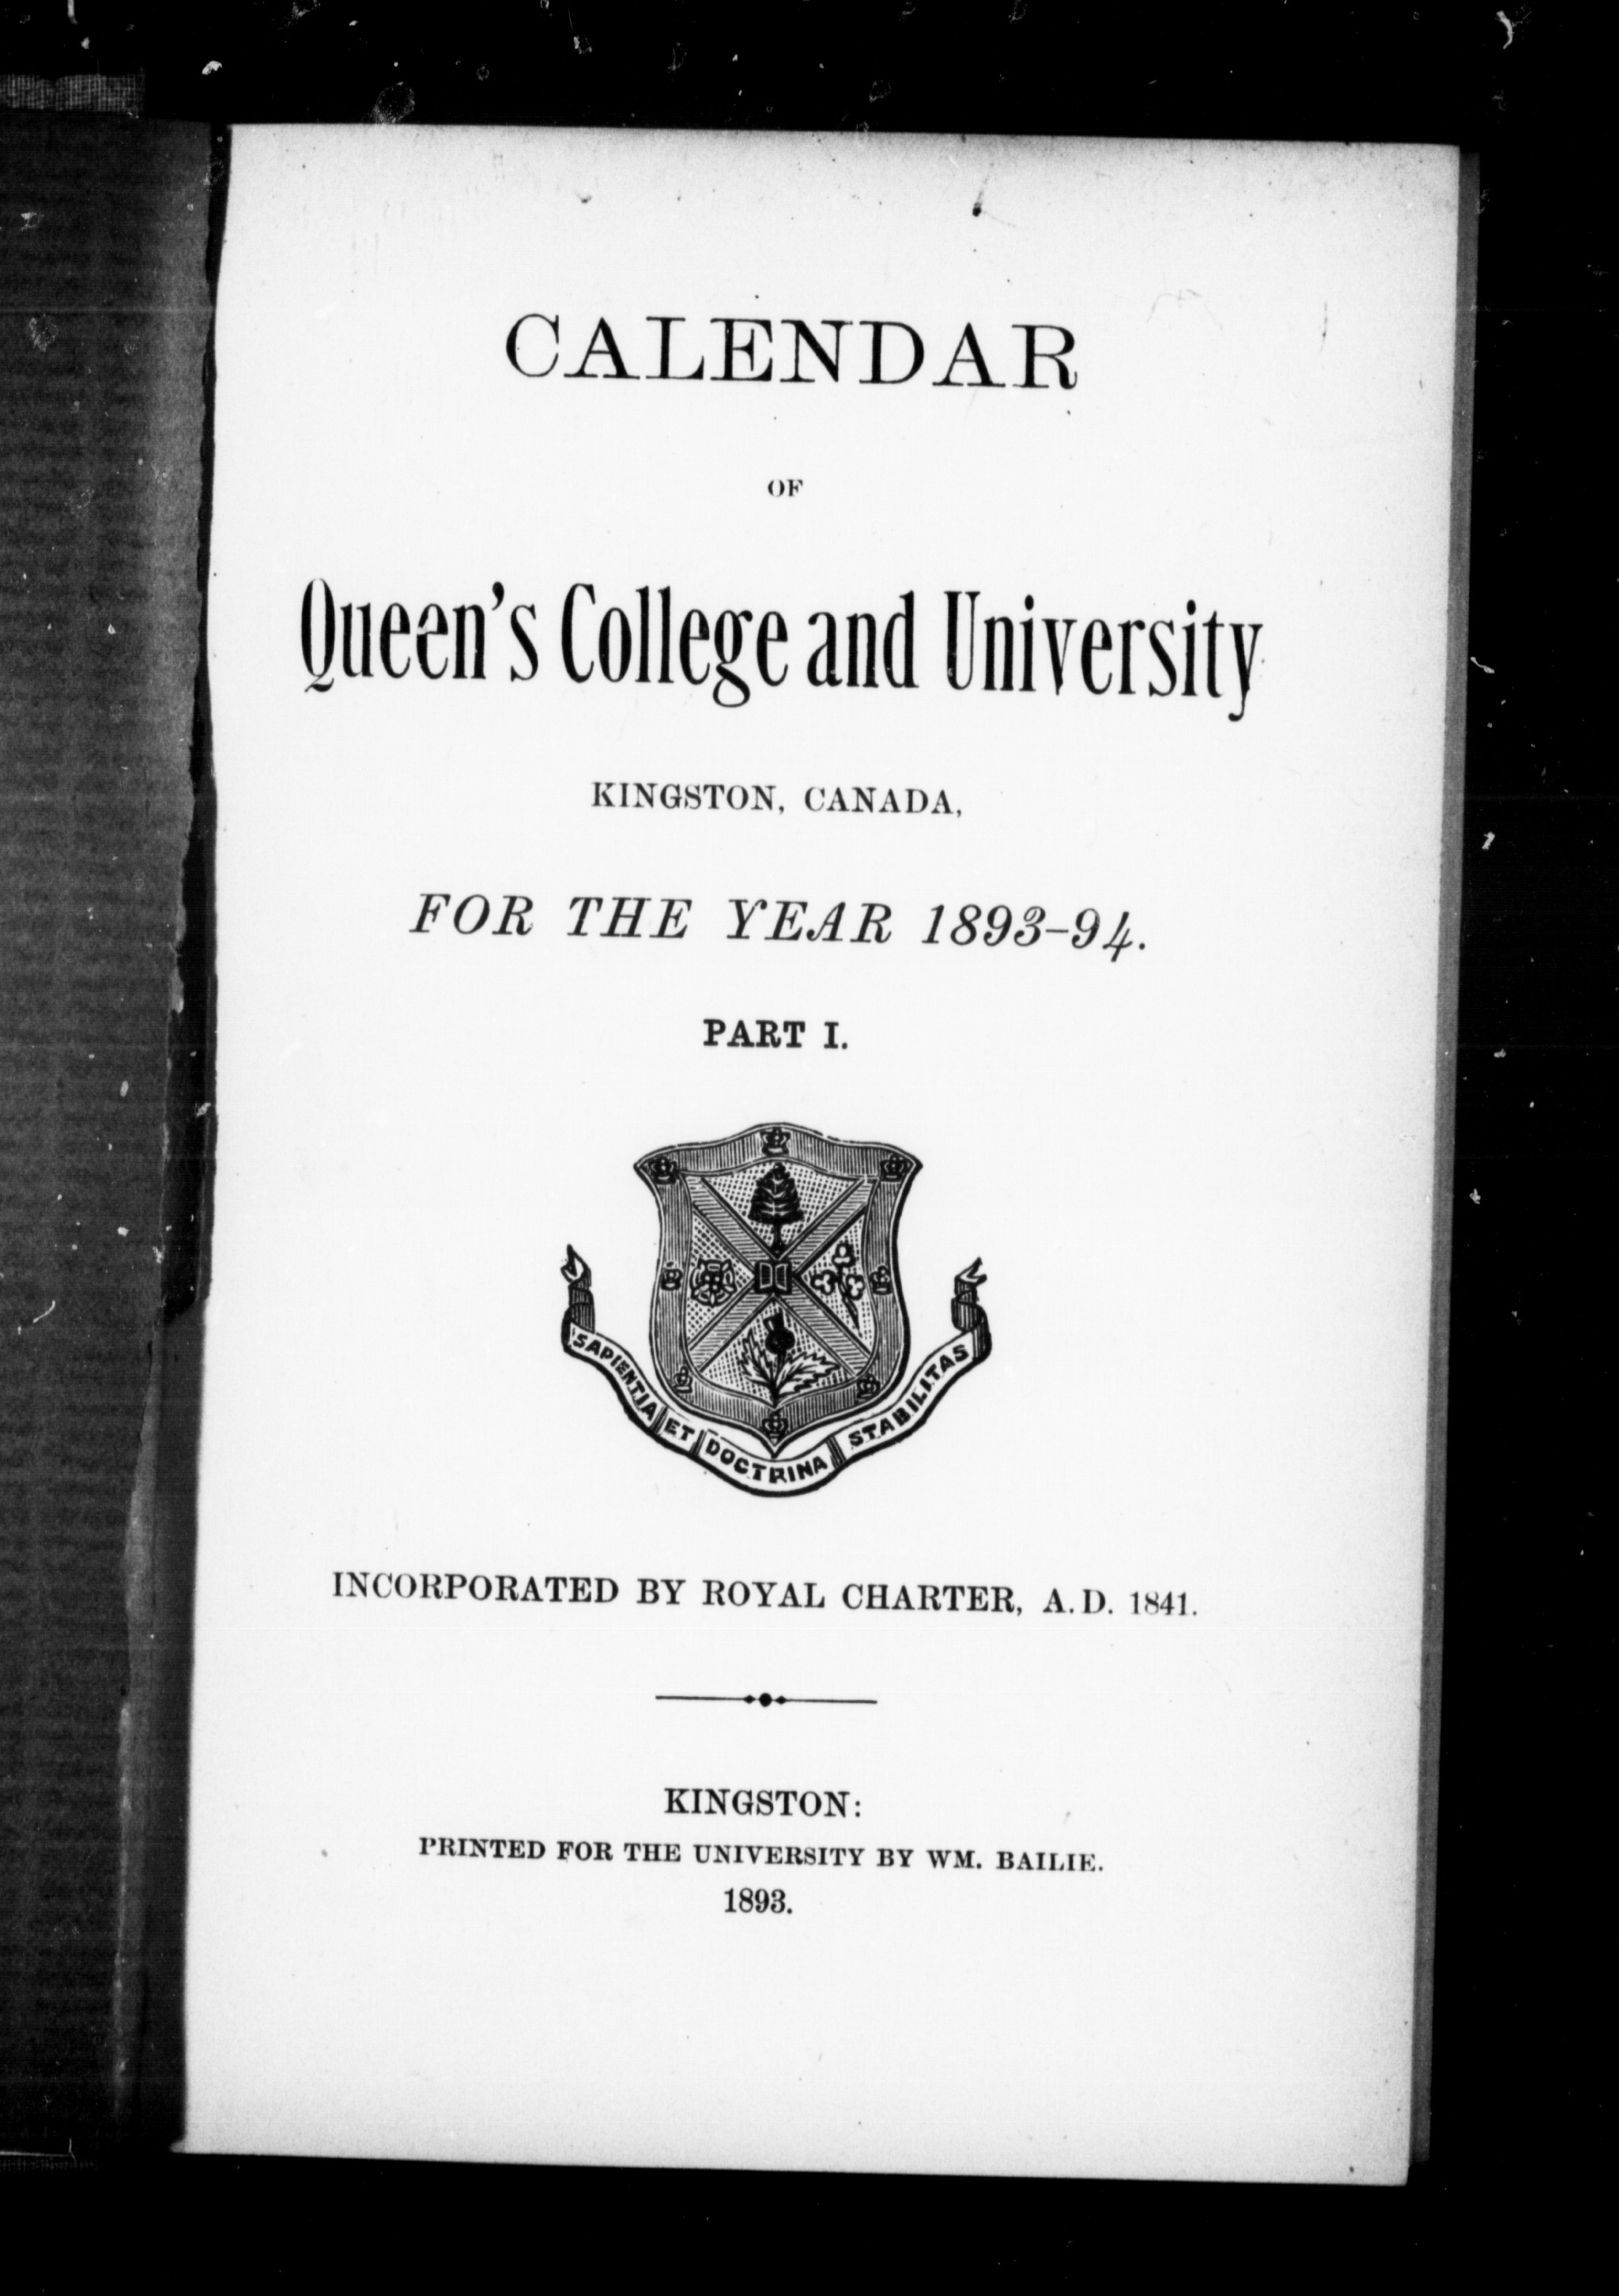 CALENDAR
OF
Queen's College and University
KINGSTON, CANADA,
FOR THE YEAR 1893-94.
PART I.
SAPIENTIA ET DOCTRINA STABILITAS
INCORPORATED BY ROYAL CHARTER, A.D. 1841.
KINGSTON:
PRINTED FOR THE UNIVERSITY BY WM. BAILIE.
1893.